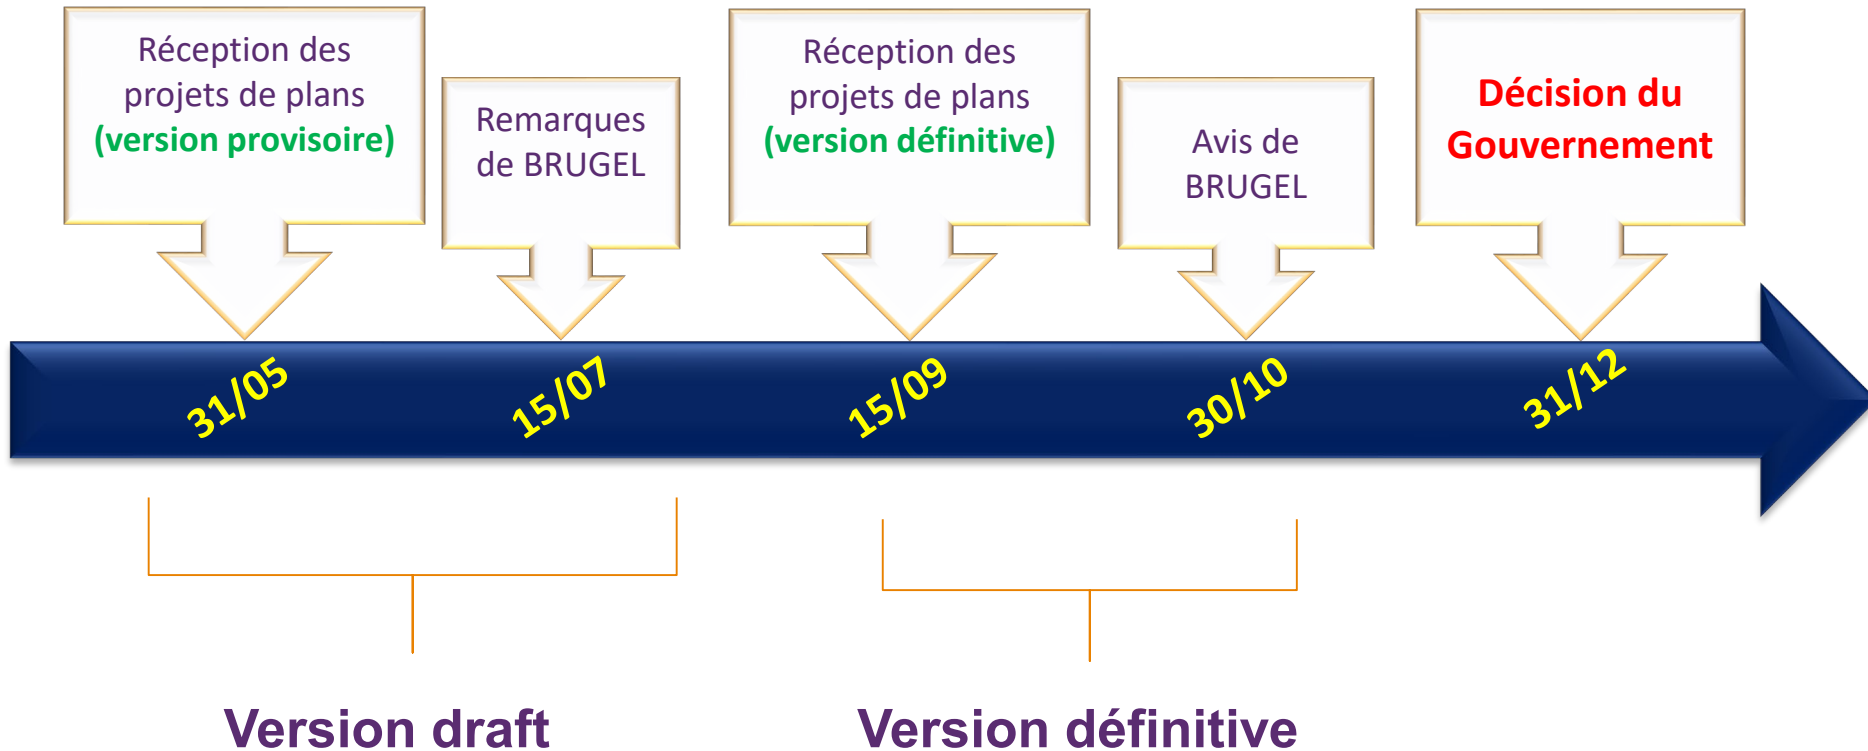 Réception des
projets de plans
(version provisoire)
Remarques
de BRUGEL
Réception des
projets de plans
(version définitive)
Avis de
BRUGEL
Décision du
Gouvernement
31/05
15/07
15/09
30/10
31/12
Version draft
Version définitive